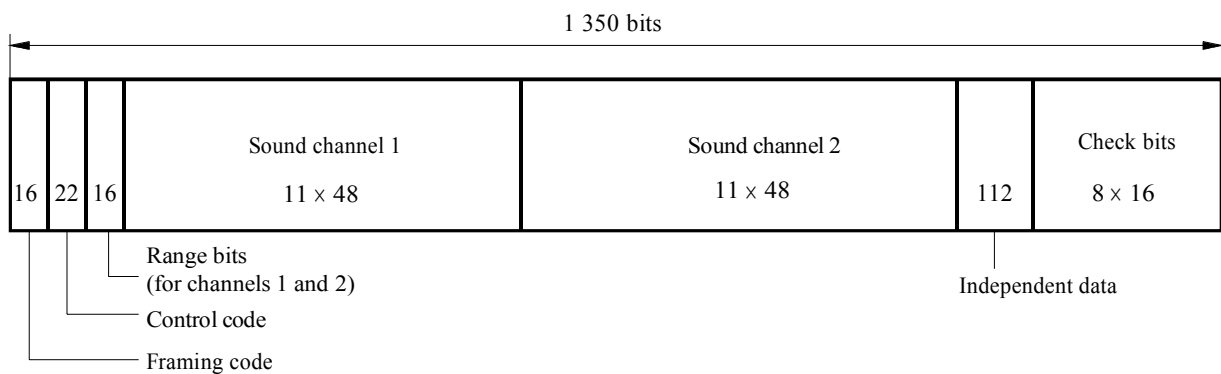 1 350 bits
Sound channel 1
Sound channel 2
Check bits
16 22 16 11 × 48 11 × 48 112 8 × 16
Range bits
(for channels 1 and 2)
Independent data
Control code
Framing code